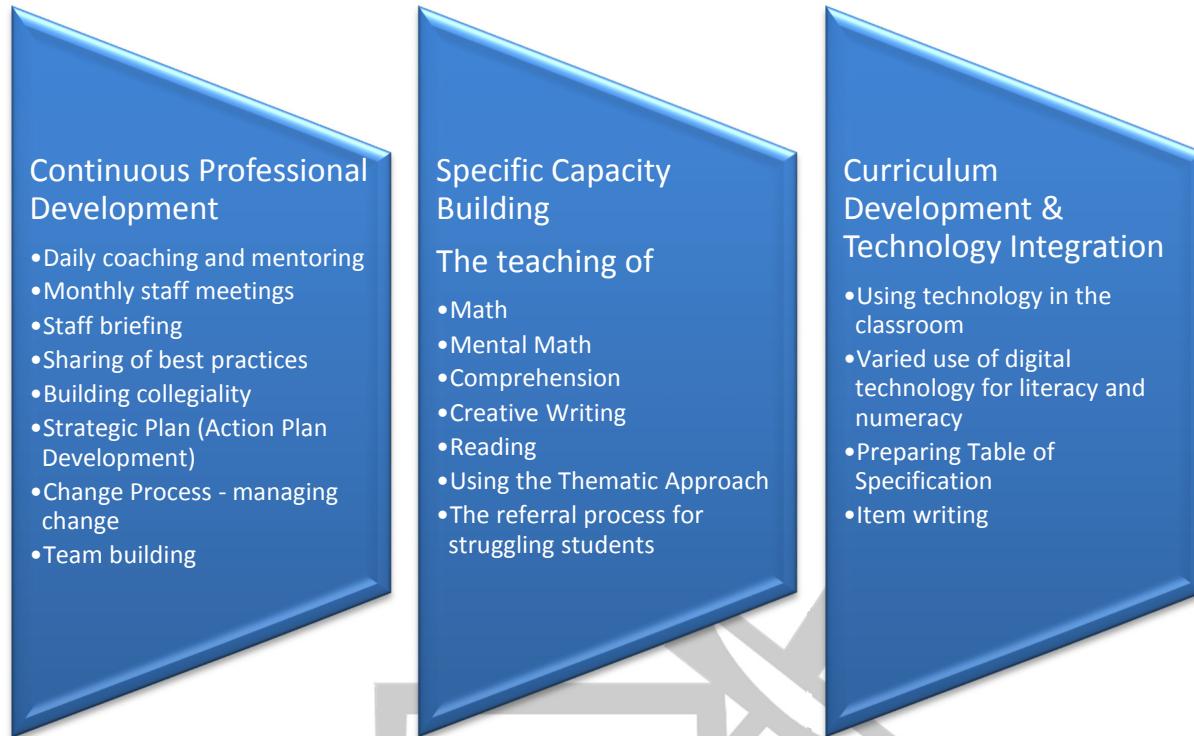 Continuous Professional
Development
•Daily coaching and mentoring
•Monthly staff meetings
•Staff briefing
•Sharing of best practices
•Building collegiality
•Strategic Plan (Action Plan
Development)
•Change Process - managing
change
•Team building
Specific Capacity
Building
The teaching of
•Math
•Mental Math
•Comprehension
•Creative Writing
•Reading
•Using the Thematic Approach
•The referral process for
struggling students
Curriculum
Development &
Technology Integration
•Using technology in the
classroom
•Varied use of digital
technology for literacy and
numeracy
•Preparing Table of
Specification
•Item writing